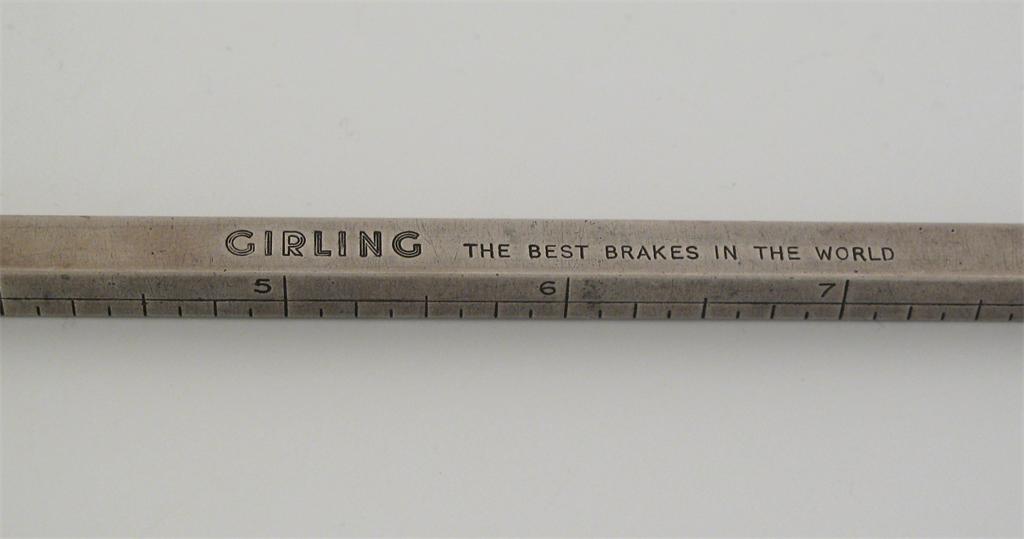 GIRLING THE BEST BRAKES IN THE WORLD
5 6 7